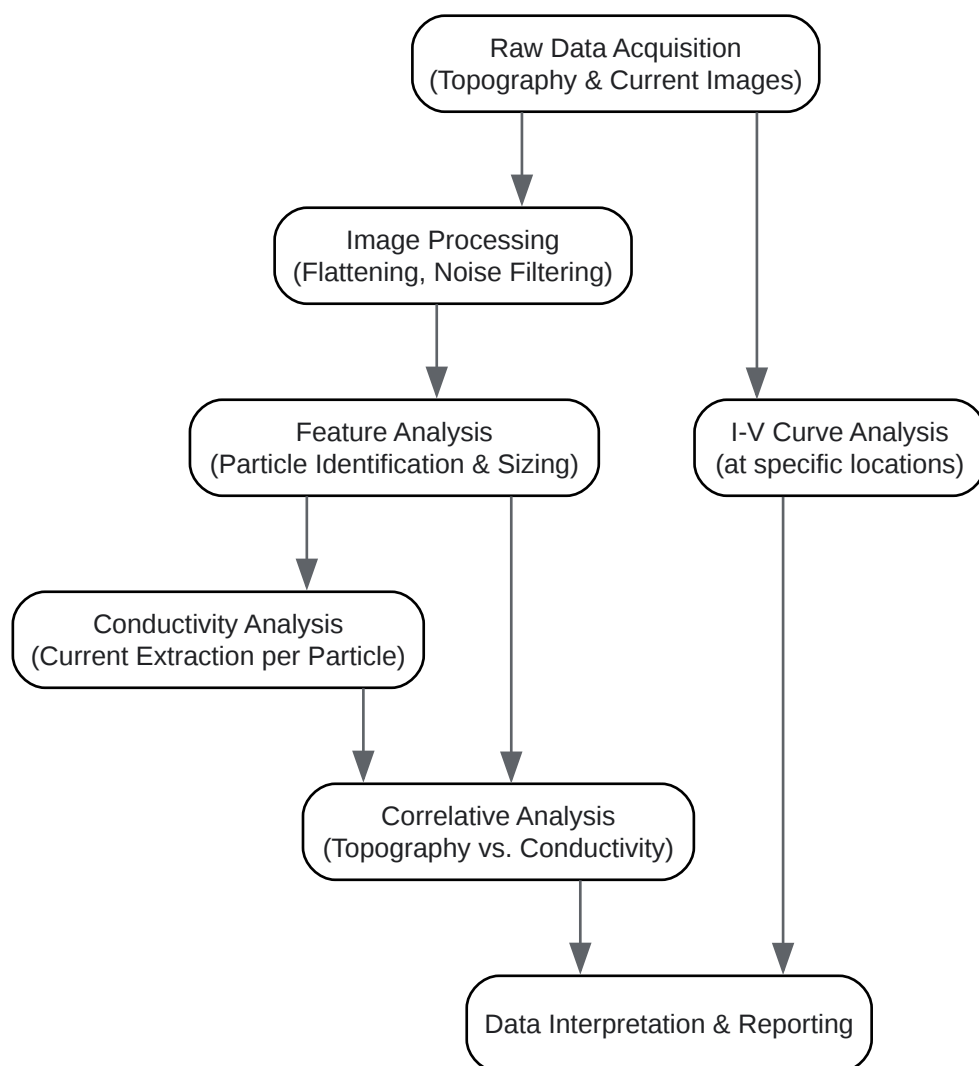 Raw Data Acquisition
(Topography & Current Images)
Image Processing
(Flattening, Noise Filtering)
Feature Analysis
(Particle Identification & Sizing)
I-V Curve Analysis
(at specific locations)
Conductivity Analysis
(Current Extraction per Particle)
Correlative Analysis
(Topography vs. Conductivity)
Data Interpretation & Reporting